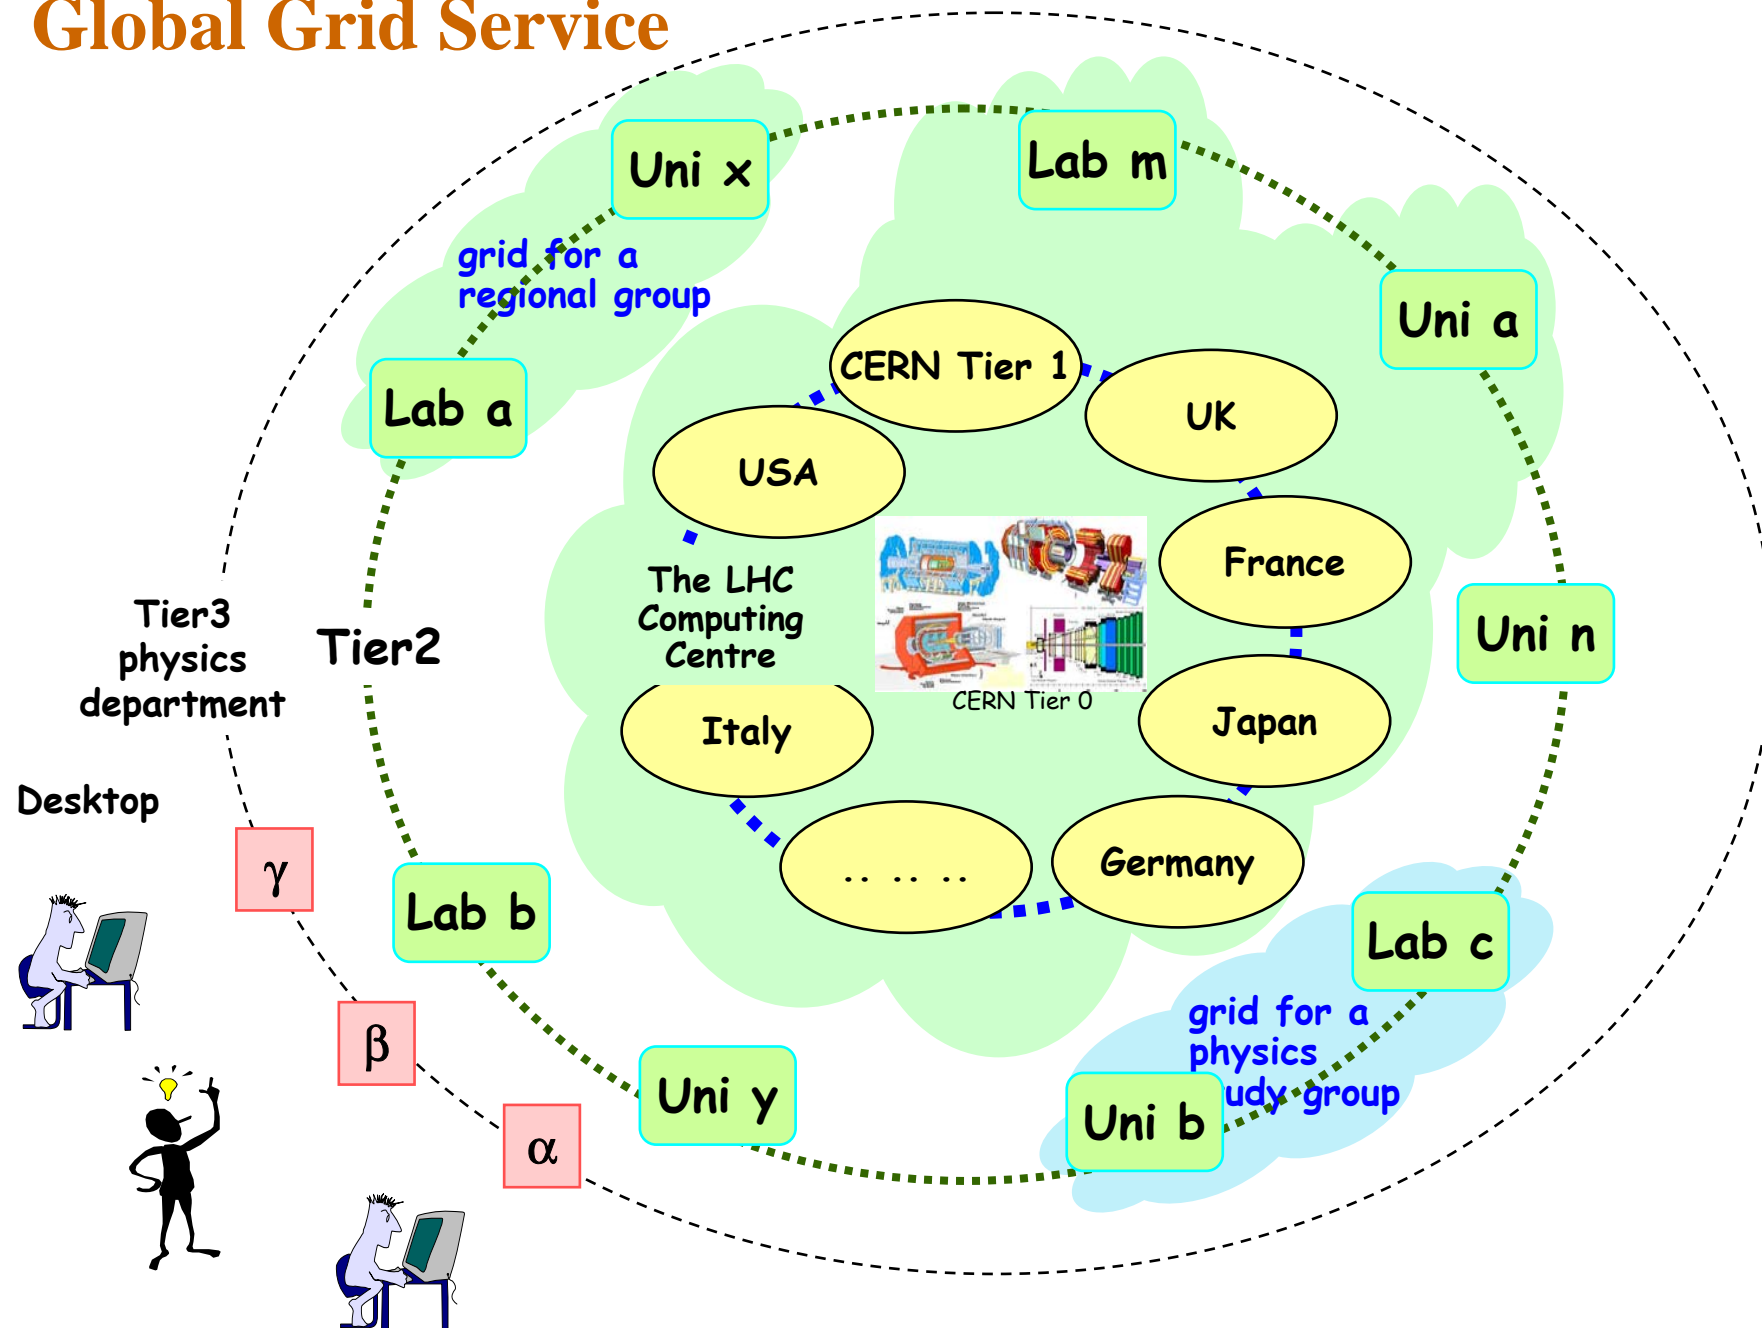 Global Grid Service
Uni x
Lab m
grid for a
regional group
Uni a
CERN Tier 1
Lab a
UK
USA
France
The LHC
Computing
Centre
Tier3
physics
department
Tier2
Uni n
CERN Tier 0
Italy
Japan
Desktop
γ
.. .. ..
Germany
Lab b
Lab c
grid for a
physics
udy group
β
Uni y
Uni b
α